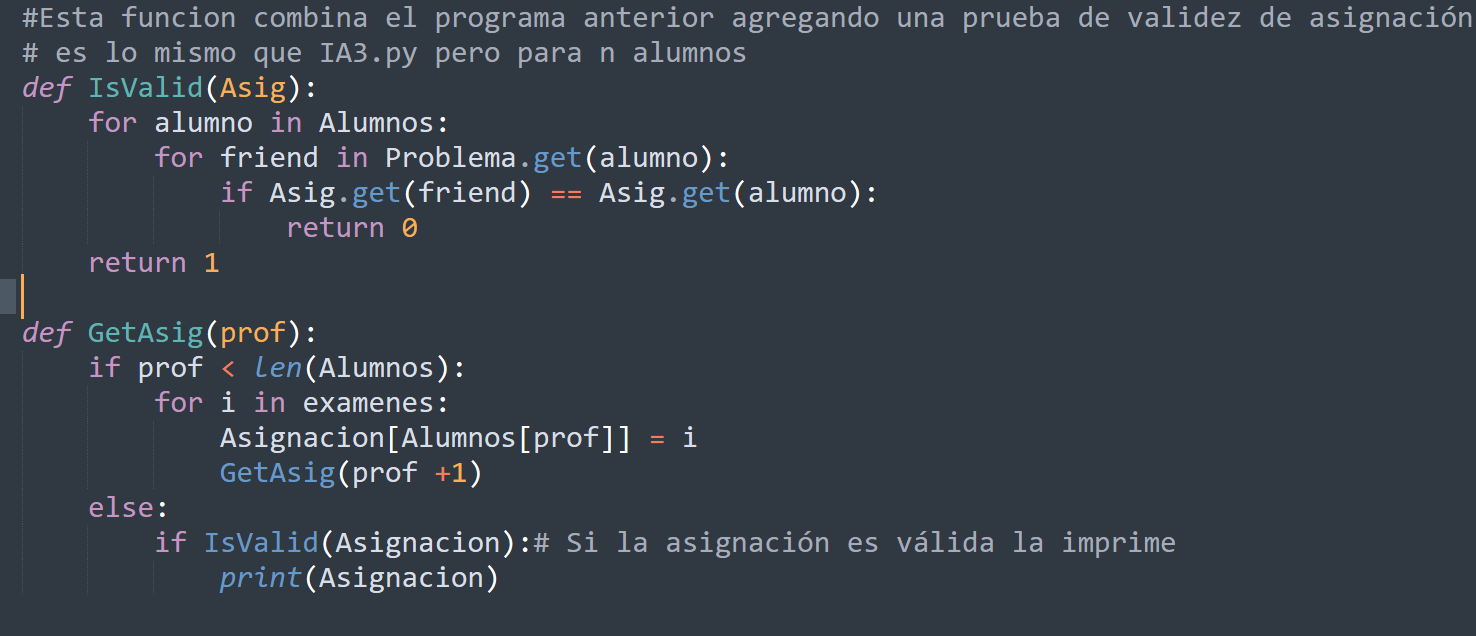 #Esta funcion combina el programa anterior agregando una prueba de validez de asignación
# es lo mismo que IA3.py pero para n alumnos
def IsValid(Asig):
    for alumno in Alumnos:
        for friend in Problema.get(alumno):
            if Asig.get(friend) == Asig.get(alumno):
                return 0
    return 1

def GetAsig(prof):
    if prof < len(Alumnos):
        for i in examenes:
            Asignacion[Alumnos[prof]] = i
            GetAsig(prof +1)
    else:
        if IsValid(Asignacion):# Si la asignación es válida la imprime
            print(Asignacion)